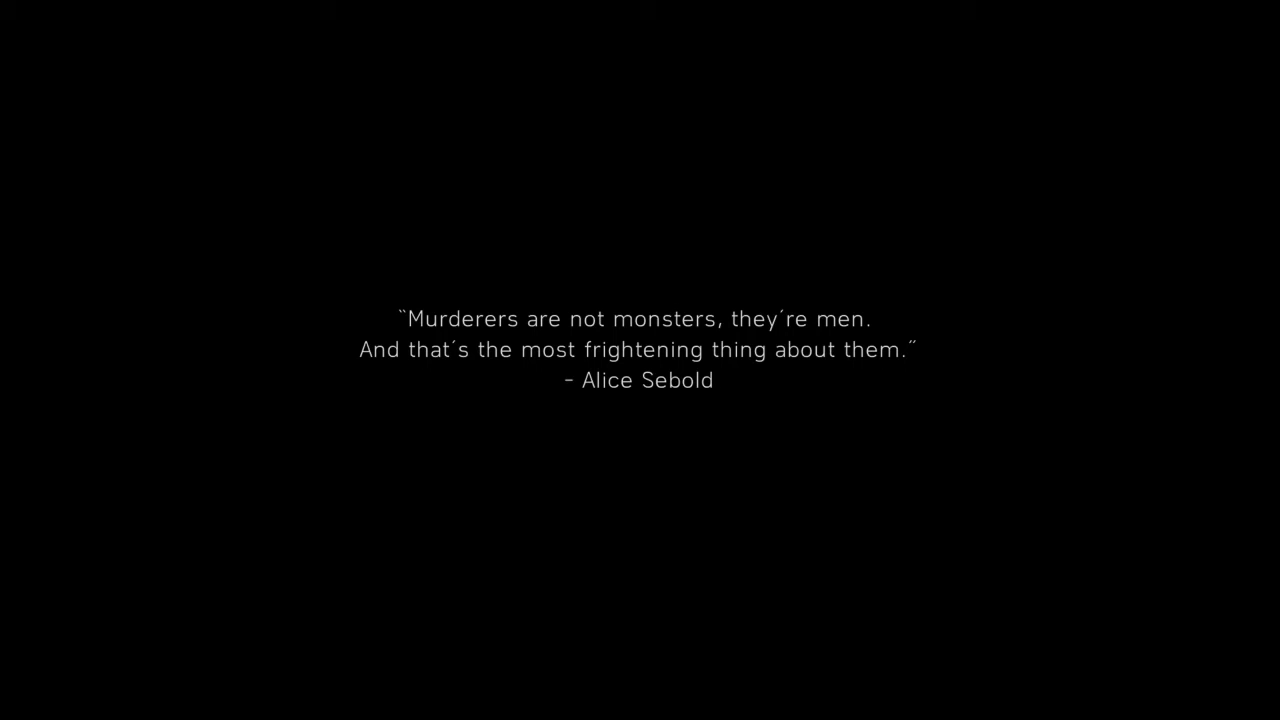 ``Murderers are not monsters, they´re men.
And that´s the most frightening thing about them.˝
- Alice Sebold